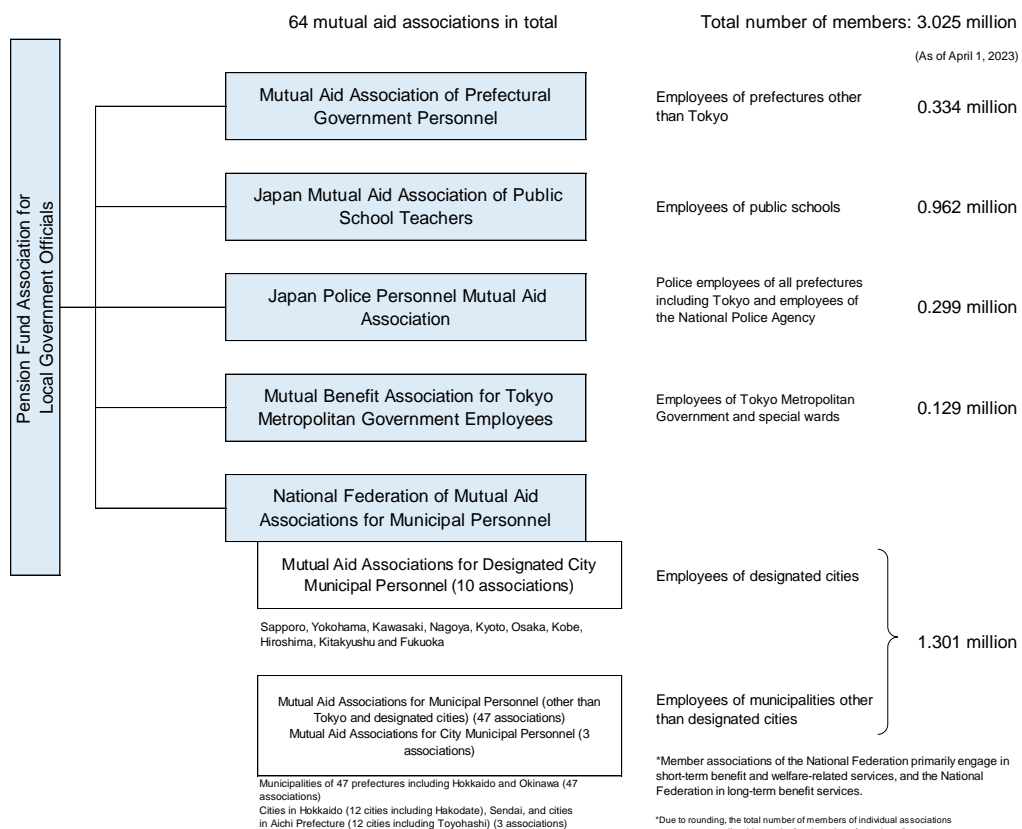 64 mutual aid associations in total
Total number of members: 3.025 million
(As of April 1, 2023)
Pension Fund Association for
Local Government Officials
Mutual Aid Association of Prefectural
Government Personnel
Employees of prefectures other
than Tokyo
0.334 million
Japan Mutual Aid Association of Public
School Teachers
Employees of public schools
0.962 million
Japan Police Personnel Mutual Aid
Association
Police employees of all prefectures
including Tokyo and employees of
the National Police Agency
0.299 million
Mutual Benefit Association for Tokyo
Metropolitan Government Employees
Employees of Tokyo Metropolitan
Government and special wards
0.129 million
National Federation of Mutual Aid
Associations for Municipal Personnel
Mutual Aid Associations for Designated City
Municipal Personnel (10 associations)
Employees of designated cities
Sapporo, Yokohama, Kawasaki, Nagoya, Kyoto, Osaka, Kobe,
Hiroshima, Kitakyushu and Fukuoka
1.301 million
Mutual Aid Associations for Municipal Personnel (other than
Tokyo and designated cities) (47 associations)
Mutual Aid Associations for City Municipal Personnel (3
associations)
Employees of municipalities other
than designated cities
Municipalities of 47 prefectures including Hokkaido and Okinawa (47
associations)
Cities in Hokkaido (12 cities including Hakodate), Sendai, and cities
in Aichi Prefecture (12 cities including Toyohashi) (3 associations)
*Member associations of the National Federation primarily engage in
short-term benefit and welfare-related services, and the National
Federation in long-term benefit services.
*Due to rounding, the total number of members of individual associations